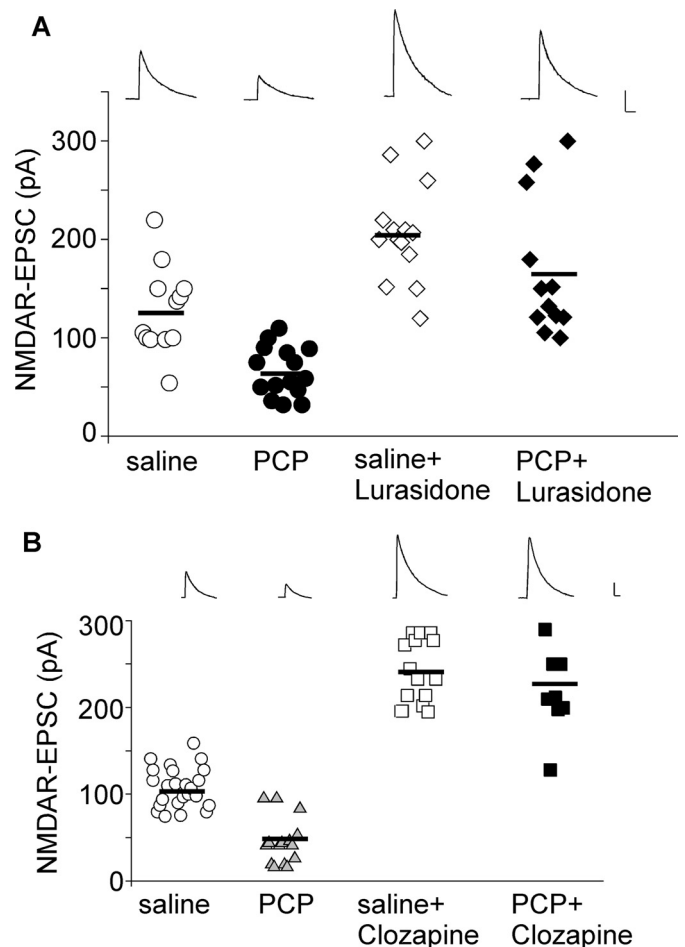 A
NMDAR-EPSC (pA)
300
200
100
0
saline
PCP
saline+
Lurasidone
PCP+
Lurasidone
B
NMDAR-EPSC (pA)
300
200
100
0
saline
PCP
saline+
Clozapine
PCP+
Clozapine